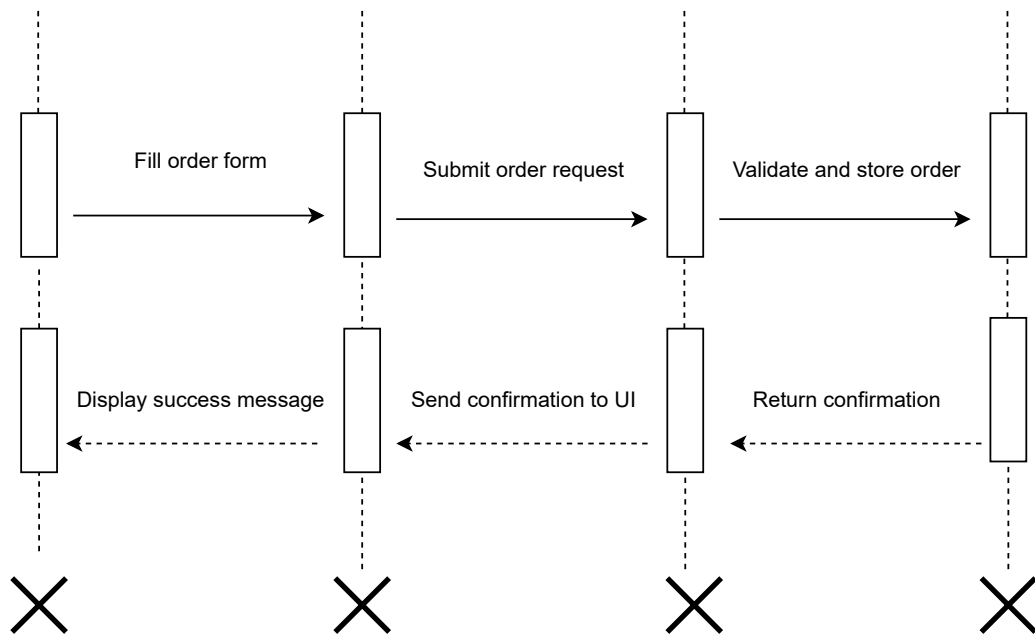 Fill order form
Submit order request
Validate and store order
Display success message
Send confirmation to UI
Return confirmation